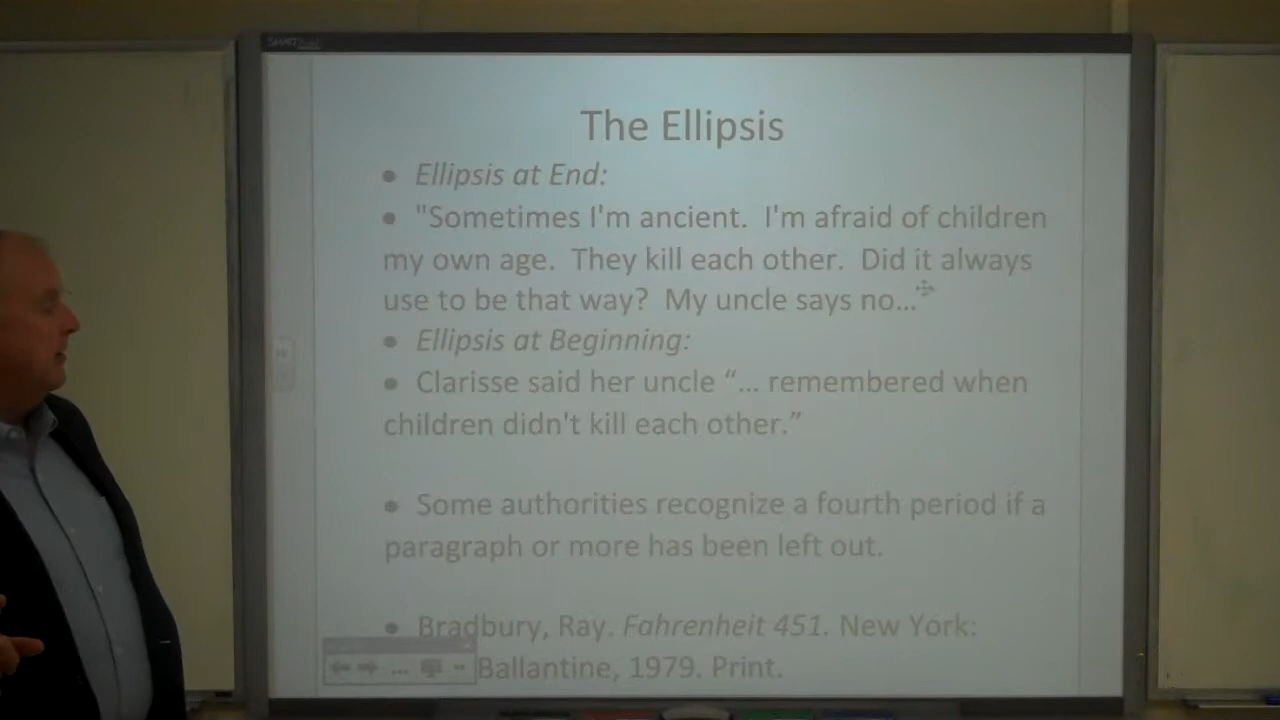 SMART
The Ellipsis
• Ellipsis at End:
• "Sometimes I'm ancient.  I'm afraid of children
my own age.  They kill each other.  Did it always
use to be that way?  My uncle says no…"
• Ellipsis at Beginning:
• Clarisse said her uncle “… remembered when
children didn't kill each other.”
• Some authorities recognize a fourth period if a
paragraph or more has been left out.
• Bradbury, Ray. Fahrenheit 451. New York:
Ballantine, 1979. Print.